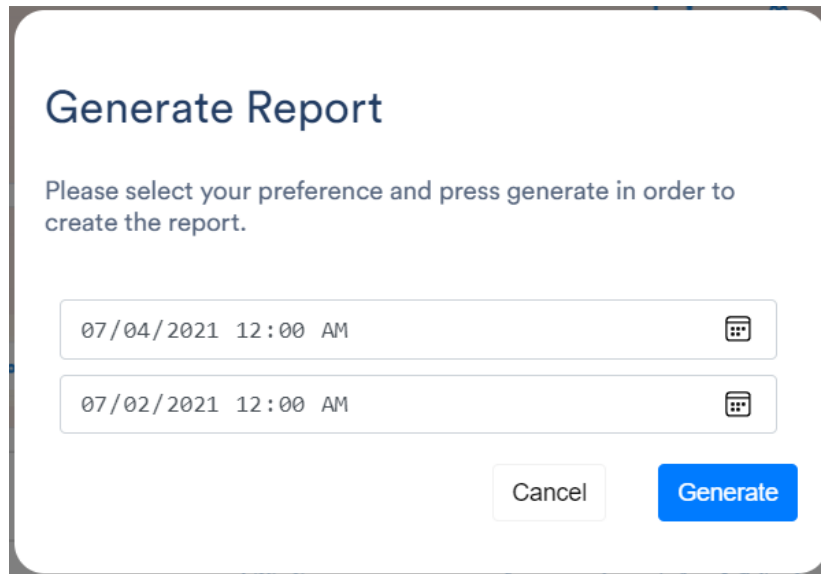 Generate Report
Please select your preference and press generate in order to
create the report.
07/04/2021 12:00 AM
07/02/2021 12:00 AM
Cancel Generate